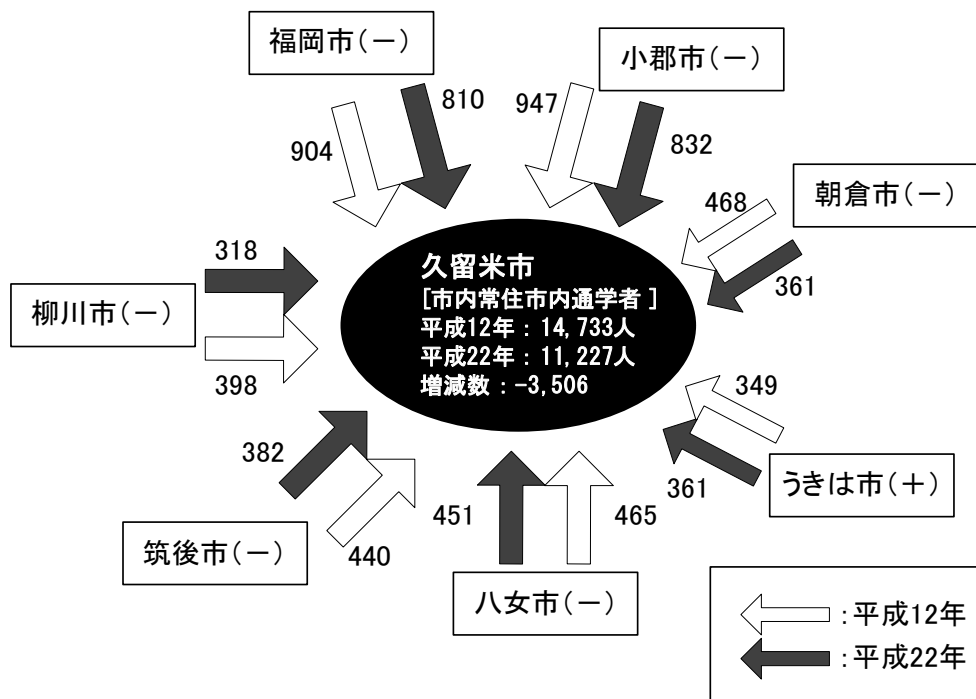 福岡市(－)
小郡市(－)
904
810
947
832
朝倉市(－)
468
361
318
柳川市(－)
398
久留米市
[市内常住市内通学者 ]
平成12年 : 14,733人
平成22年 : 11,227人
増減数 : -3,506
349
361
うきは市(＋)
382
440
筑後市(－)
451
465
八女市(－)
:平成12年
:平成22年